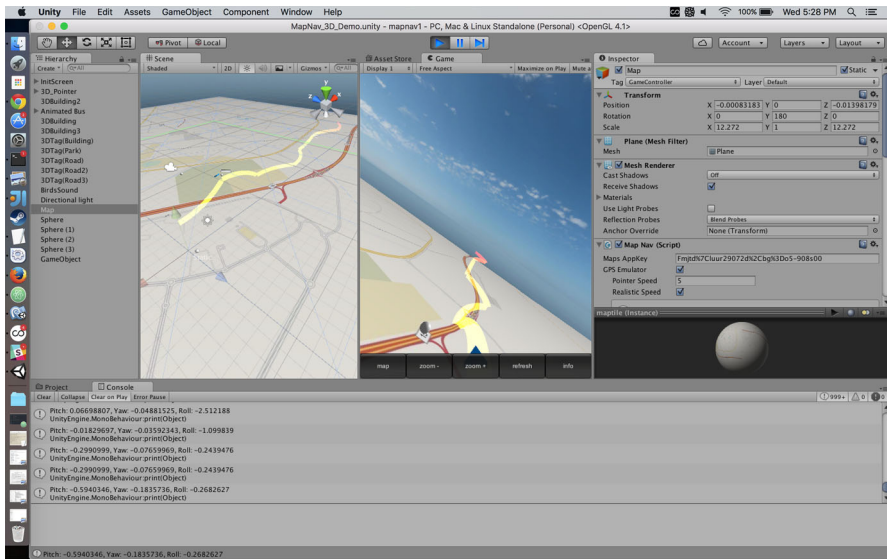 Unity File Edit Assets GameObject Component Window Help 100% Wed 5:28 PM
MapNav_3D_Demo.unity - mapnav1 - PC, Mac & Linux Standalone (Personal) <OpenGL 4.1>
Pivot Local Account Layers Layout
Hierarchy
Create All
InitScreen
3D_Pointer
3DBuilding2
Animated Bus
3DBuilding
3DBuilding3
3DTag(Building)
3DTag(Park)
3DTag(Road)
3DTag(Road2)
3DTag(Road3)
BirdsSound
Directional light
Map
Sphere
Sphere (1)
Sphere (2)
Sphere (3)
GameObject
Scene
Shaded 2D Gizmos All
y
z
Asset Store Game
Display 1 Free Aspect Maximize on Play Mute
map zoom - zoom + refresh info
Inspector
Map Static
Tag GameController Layer Default
Transform
Position X -0.00083183 Y 0 Z -0.01398179
Rotation X 0 Y 180 Z 0
Scale X 12.272 Y 1 Z 12.272
Plane (Mesh Filter)
Mesh Plane
Mesh Renderer
Cast Shadows Off
Receive Shadows
Materials
Use Light Probes
Reflection Probes Blend Probes
Anchor Override None (Transform)
Map Nav (Script)
Maps AppKey Fmjtd%7Cluur29072d%2Cbg%3Do5-908s00
GPS Emulator
Pointer Speed 5
Realistic Speed
maptile (Instance)
Project Console
Clear Collapse Clear on Play Error Pause 999+ 0 0
Pitch: 0.06698807, Yaw: -0.04881525, Roll: -2.512188
UnityEngine.MonoBehaviour:print(Object)
Pitch: -0.01829697, Yaw: -0.03592343, Roll: -1.099839
UnityEngine.MonoBehaviour:print(Object)
Pitch: -0.2990999, Yaw: -0.07659969, Roll: -0.2439476
UnityEngine.MonoBehaviour:print(Object)
Pitch: -0.2990999, Yaw: -0.07659969, Roll: -0.2439476
UnityEngine.MonoBehaviour:print(Object)
Pitch: -0.5940346, Yaw: -0.1835736, Roll: -0.2682627
UnityEngine.MonoBehaviour:print(Object)
Pitch: -0.5940346, Yaw: -0.1835736, Roll: -0.2682627